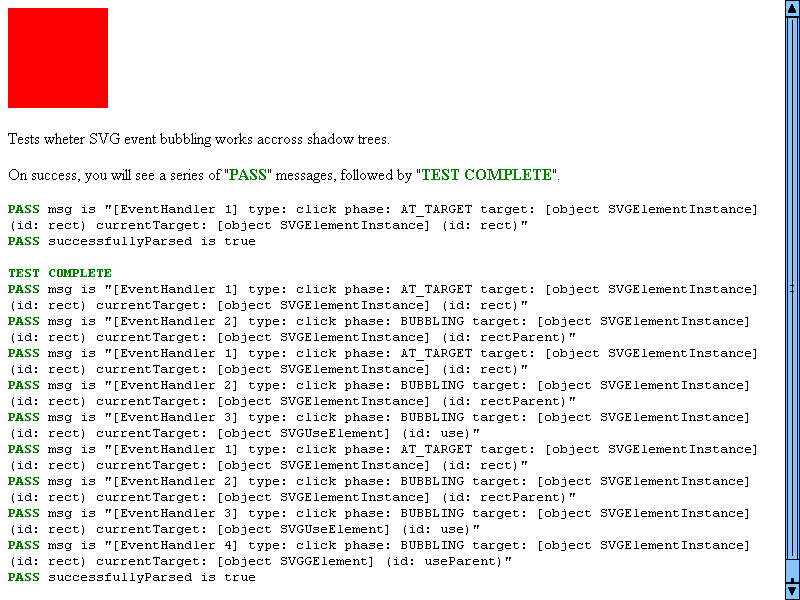 Tests wheter SVG event bubbling works accross shadow trees.
On success, you will see a series of "PASS" messages, followed by "TEST COMPLETE".
PASS msg is "[EventHandler 1] type: click phase: AT_TARGET target: [object SVGElementInstance]
(id: rect) currentTarget: [object SVGElementInstance] (id: rect)"
PASS successfullyParsed is true
TEST COMPLETE
PASS msg is "[EventHandler 1] type: click phase: AT_TARGET target: [object SVGElementInstance]
(id: rect) currentTarget: [object SVGElementInstance] (id: rect)"
PASS msg is "[EventHandler 2] type: click phase: BUBBLING target: [object SVGElementInstance]
(id: rect) currentTarget: [object SVGElementInstance] (id: rectParent)"
PASS msg is "[EventHandler 1] type: click phase: AT_TARGET target: [object SVGElementInstance]
(id: rect) currentTarget: [object SVGElementInstance] (id: rect)"
PASS msg is "[EventHandler 2] type: click phase: BUBBLING target: [object SVGElementInstance]
(id: rect) currentTarget: [object SVGElementInstance] (id: rectParent)"
PASS msg is "[EventHandler 3] type: click phase: BUBBLING target: [object SVGElementInstance]
(id: rect) currentTarget: [object SVGUseElement] (id: use)"
PASS msg is "[EventHandler 1] type: click phase: AT_TARGET target: [object SVGElementInstance]
(id: rect) currentTarget: [object SVGElementInstance] (id: rect)"
PASS msg is "[EventHandler 2] type: click phase: BUBBLING target: [object SVGElementInstance]
(id: rect) currentTarget: [object SVGElementInstance] (id: rectParent)"
PASS msg is "[EventHandler 3] type: click phase: BUBBLING target: [object SVGElementInstance]
(id: rect) currentTarget: [object SVGUseElement] (id: use)"
PASS msg is "[EventHandler 4] type: click phase: BUBBLING target: [object SVGElementInstance]
(id: rect) currentTarget: [object SVGGElement] (id: useParent)"
PASS successfullyParsed is true